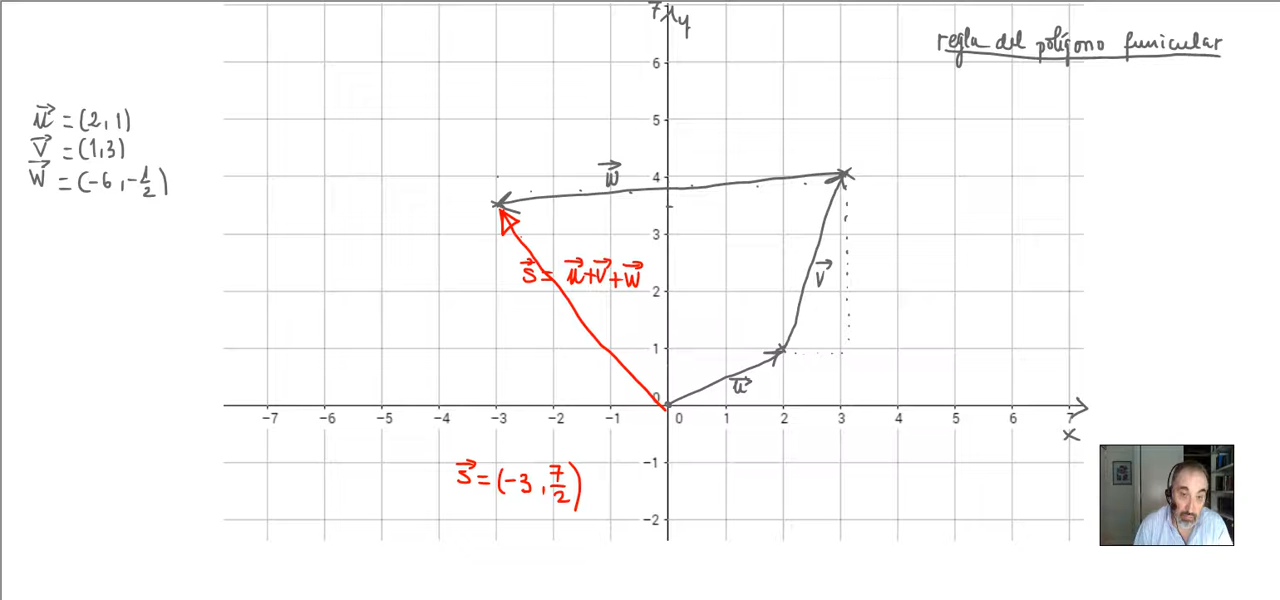 regla del polígono funicular
7 y
6
5
4
3
2
1
0
-1
-2
-7 -6 -5 -4 -3 -2 -1 0 1 2 3 4 5 6 7
x
u⃗ = (2, 1)
v⃗ = (1, 3)
w⃗ = (-6, -1/2)
w⃗
v⃗
u⃗
s⃗ = u⃗ + v⃗ + w⃗
s⃗ = (-3, 7/2)